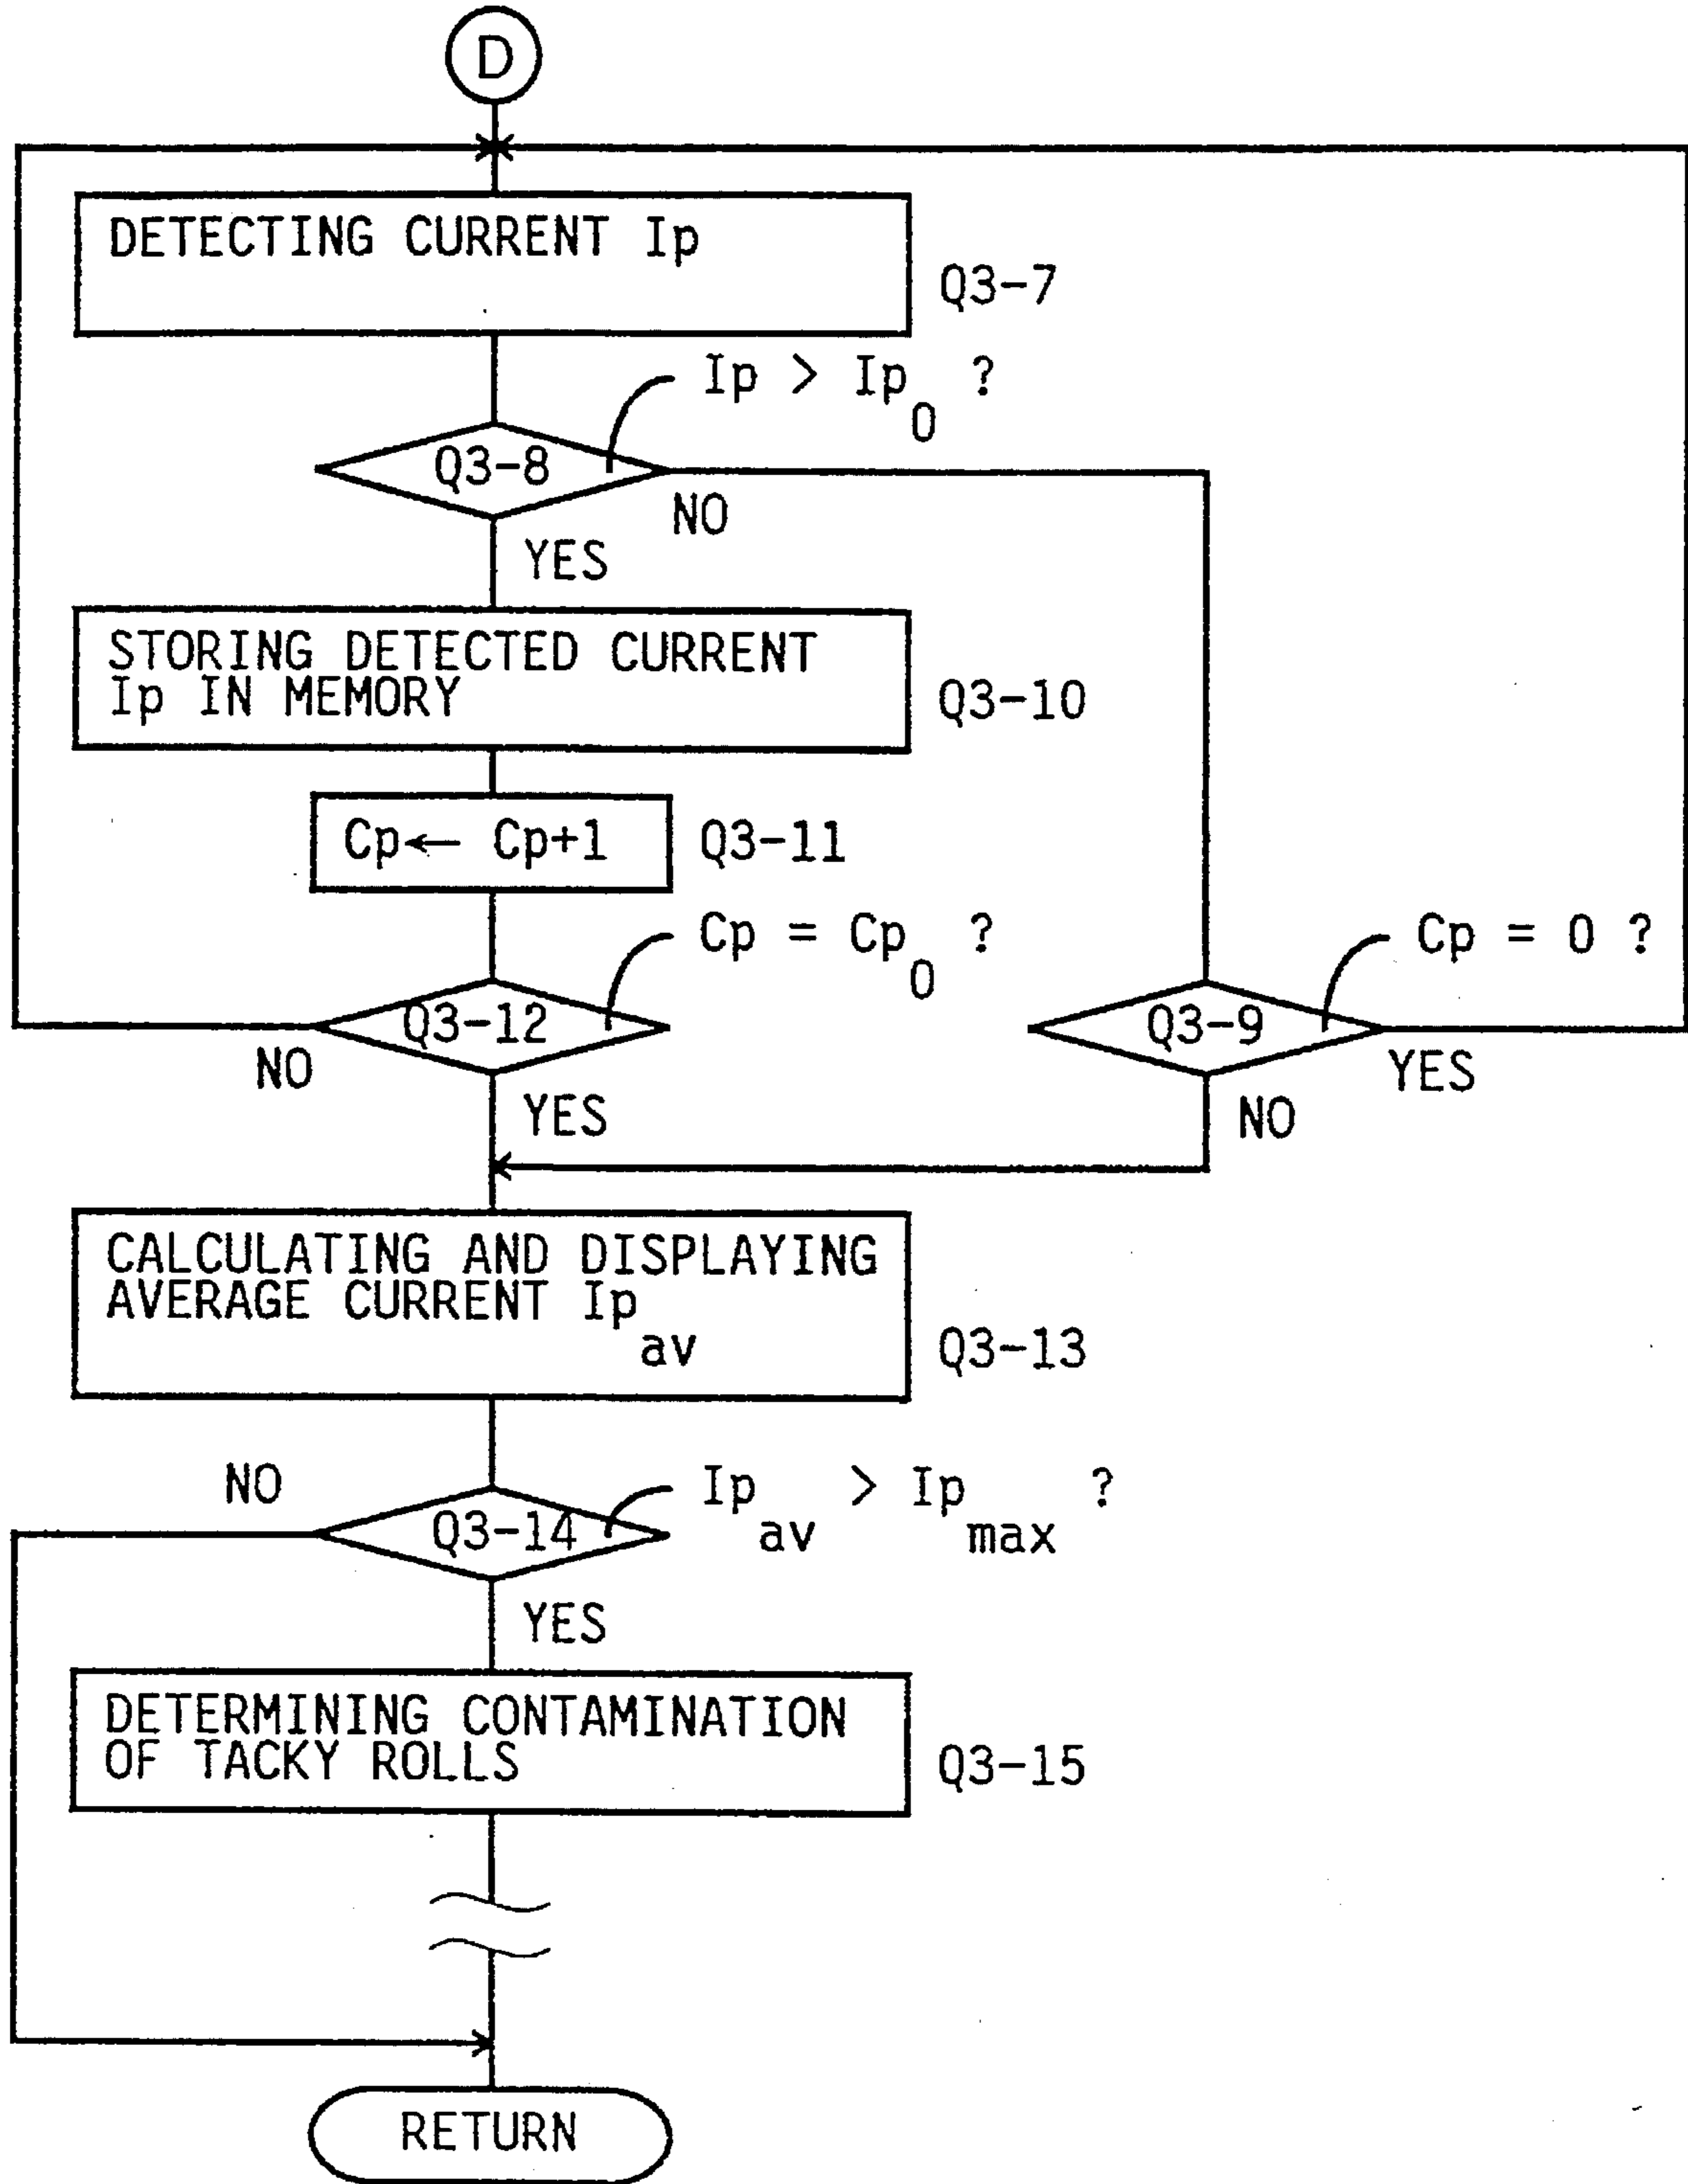 D
DETECTING CURRENT Ip
Q3-7
Ip > Ip0 ?
Q3-8
NO
YES
STORING DETECTED CURRENT
Ip IN MEMORY
Q3-10
Cp← Cp+1
Q3-11
Cp = Cp0 ?
Cp = 0 ?
Q3-12
Q3-9
NO
YES
YES
NO
CALCULATING AND DISPLAYING
AVERAGE CURRENT Ipav
Q3-13
NO
Ipav > Ipmax ?
Q3-14
YES
DETERMINING CONTAMINATION
OF TACKY ROLLS
Q3-15
RETURN